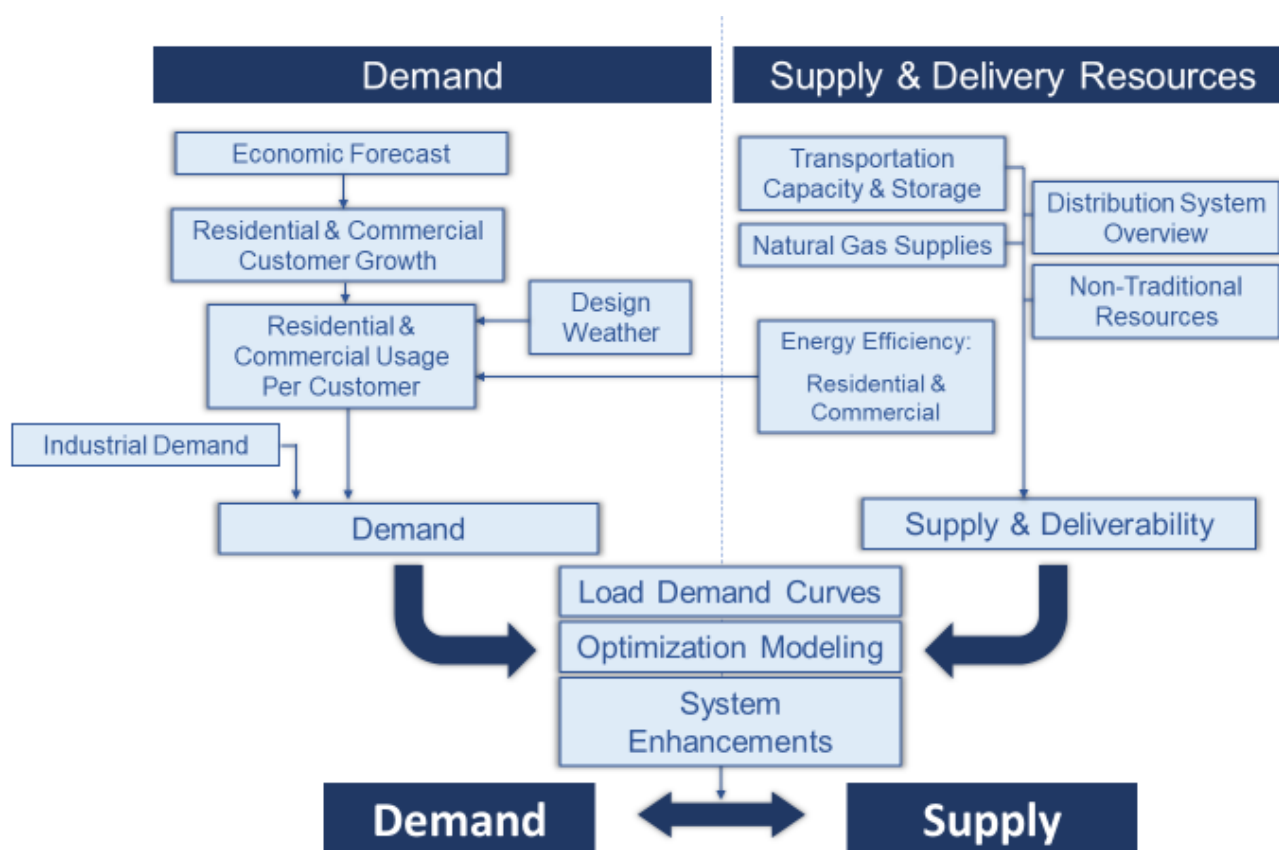 Demand
Supply & Delivery Resources
Economic Forecast
Residential & Commercial
Customer Growth
Residential &
Commercial Usage
Per Customer
Design
Weather
Industrial Demand
Demand
Transportation
Capacity & Storage
Natural Gas Supplies
Distribution System
Overview
Non-Traditional
Resources
Energy Efficiency:
Residential &
Commercial
Supply & Deliverability
Load Demand Curves
Optimization Modeling
System
Enhancements
Demand
Supply